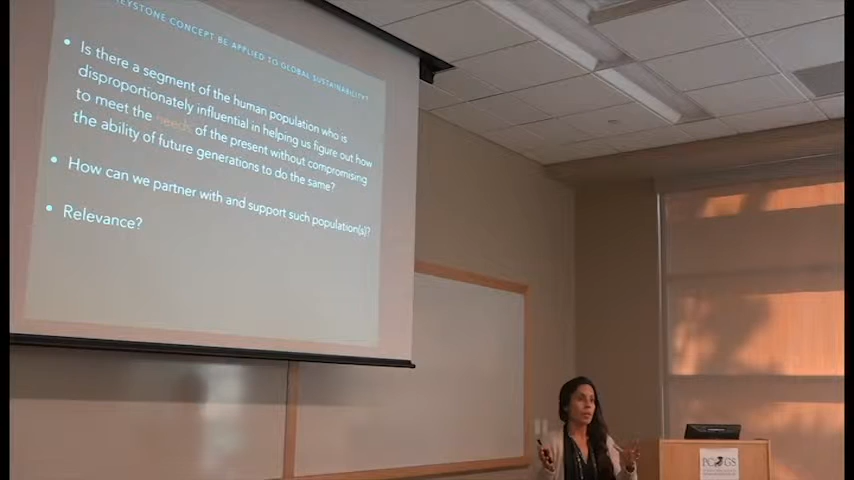 KEYSTONE CONCEPT BE APPLIED TO GLOBAL SUSTAINABILITY?
• Is there a segment of the human population who is
disproportionately influential in helping us figure out how
to meet the needs of the present without compromising
the ability of future generations to do the same?
• How can we partner with and support such population(s)?
• Relevance?